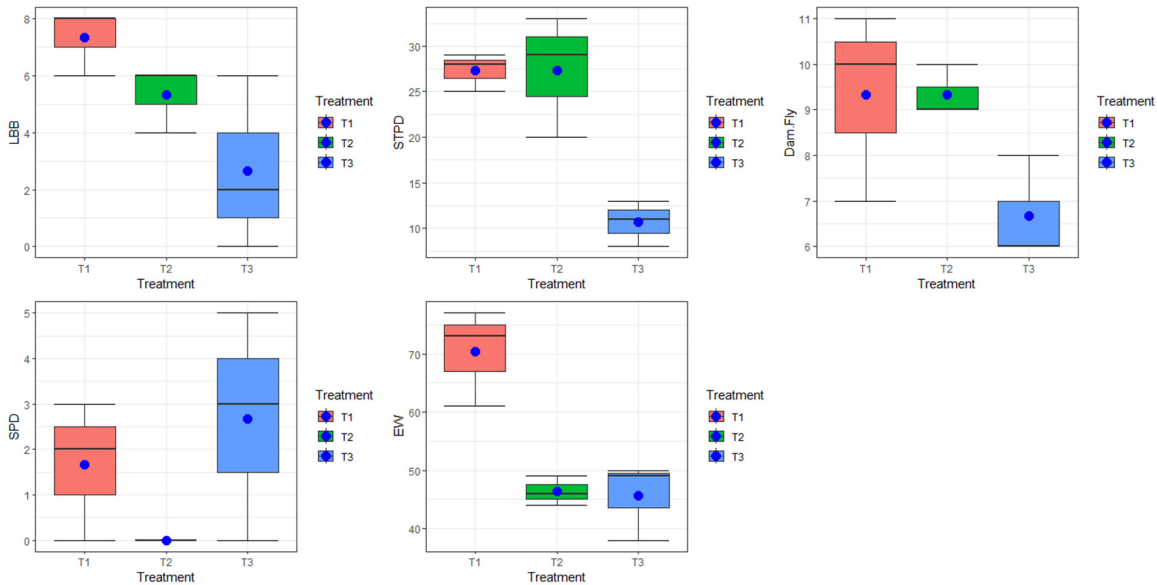 LBB
8
6
4
2
0
T1
T2
T3
Treatment
Treatment
T1
T2
T3
STPD
30
25
20
15
10
T1
T2
T3
Treatment
Treatment
T1
T2
T3
Dam.Fly
11
10
9
8
7
6
T1
T2
T3
Treatment
Treatment
T1
T2
T3
SPD
5
4
3
2
1
0
T1
T2
T3
Treatment
Treatment
T1
T2
T3
EW
70
60
50
40
T1
T2
T3
Treatment
Treatment
T1
T2
T3